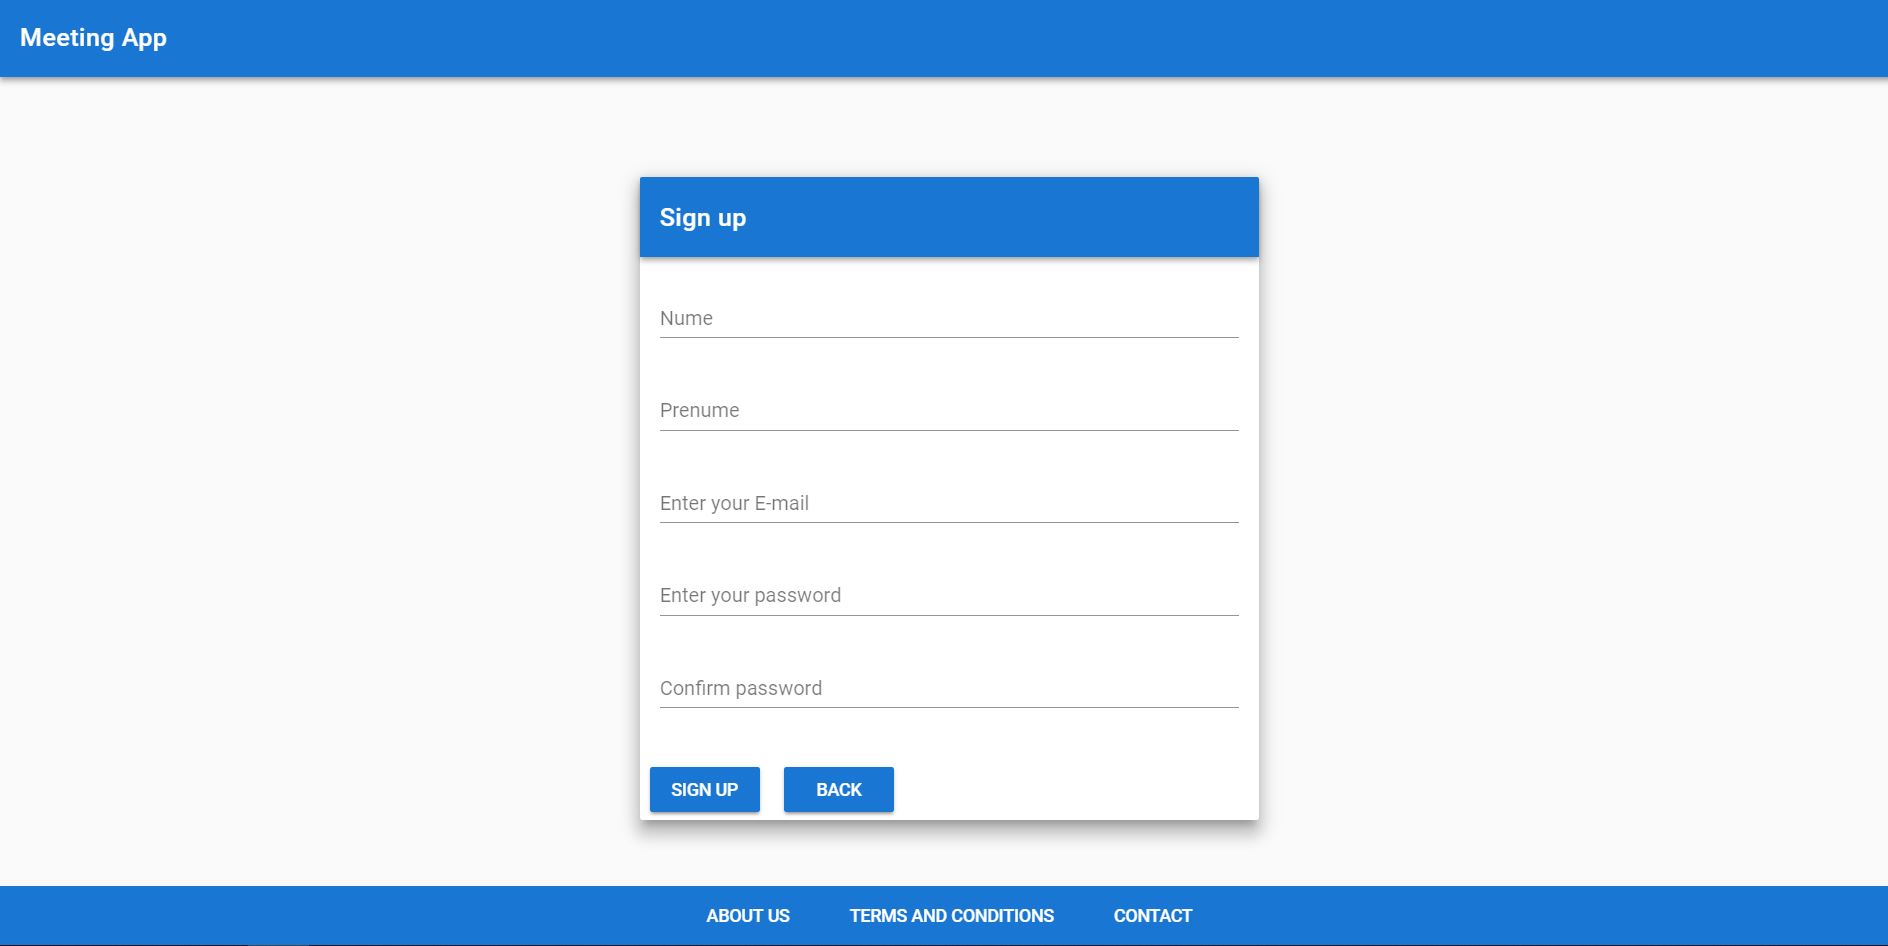 Meeting App
Sign up
Nume
Prenume
Enter your E-mail
Enter your password
Confirm password
SIGN UP BACK
ABOUT US TERMS AND CONDITIONS CONTACT